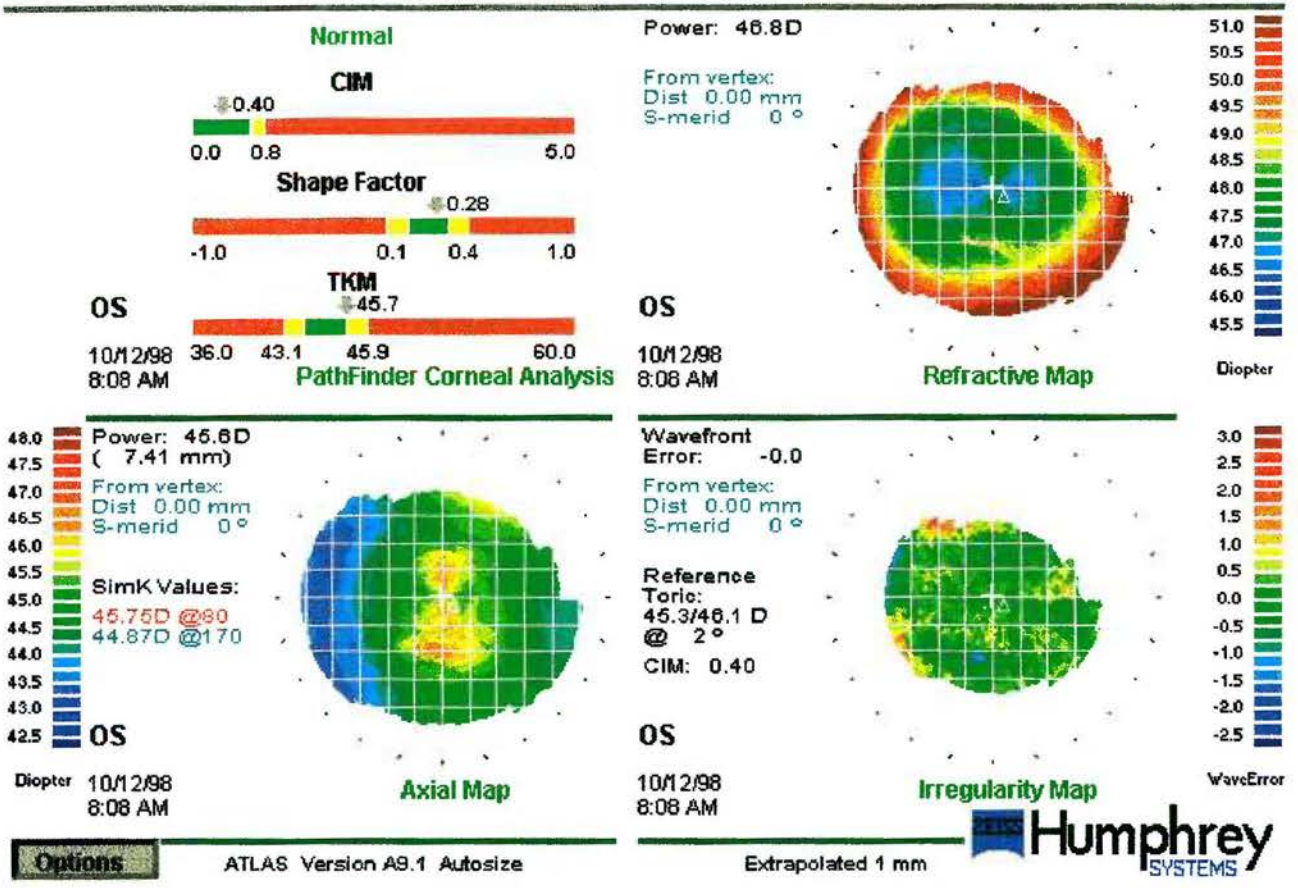 Normal
CIM
0.40
0.0 0.8 5.0
Shape Factor
0.28
-1.0 0.1 0.4 1.0
TKM
45.7
OS
36.0 43.1 45.9 60.0
10/12/98
8:08 AM
PathFinder Corneal Analysis
Power: 46.8D
From vertex:
Dist 0.00 mm
S-merid 0 °
OS
10/12/98
8:08 AM
Refractive Map
51.0
50.5
50.0
49.5
49.0
48.5
48.0
47.5
47.0
46.5
46.0
45.5
Diopter
48.0
47.5
47.0
46.5
46.0
45.5
45.0
44.5
44.0
43.5
43.0
42.5
Diopter
Power: 45.6D
( 7.41 mm)
From vertex:
Dist 0.00 mm
S-merid 0 °
SimK Values:
45.75D @80
44.87D @170
OS
10/12/98
8:08 AM
Axial Map
Wavefront
Error: -0.0
From vertex:
Dist 0.00 mm
S-merid 0 °
Reference
Toric:
45.3/46.1 D
@ 2 °
CIM: 0.40
OS
10/12/98
8:08 AM
Irregularity Map
3.0
2.5
2.0
1.5
1.0
0.5
0.0
-0.5
-1.0
-1.5
-2.0
-2.5
WaveError
Options
ATLAS Version A9.1 Autosize
Extrapolated 1 mm
ZEISS Humphrey
SYSTEMS